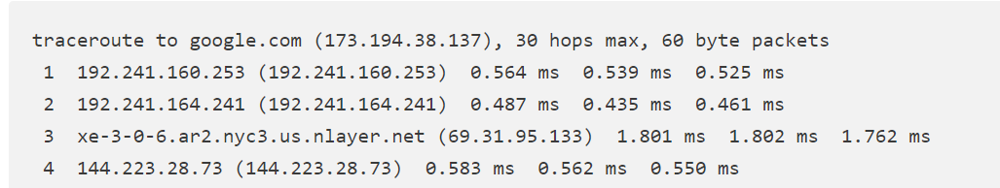 traceroute to google.com (173.194.38.137), 30 hops max, 60 byte packets
1 192.241.160.253 (192.241.160.253) 0.564 ms 0.539 ms 0.525 ms
2 192.241.164.241 (192.241.164.241) 0.487 ms 0.435 ms 0.461 ms
3 xe-3-0-6.ar2.nyc3.us.nlayer.net (69.31.95.133) 1.801 ms 1.802 ms 1.762 ms
4 144.223.28.73 (144.223.28.73) 0.583 ms 0.562 ms 0.550 ms